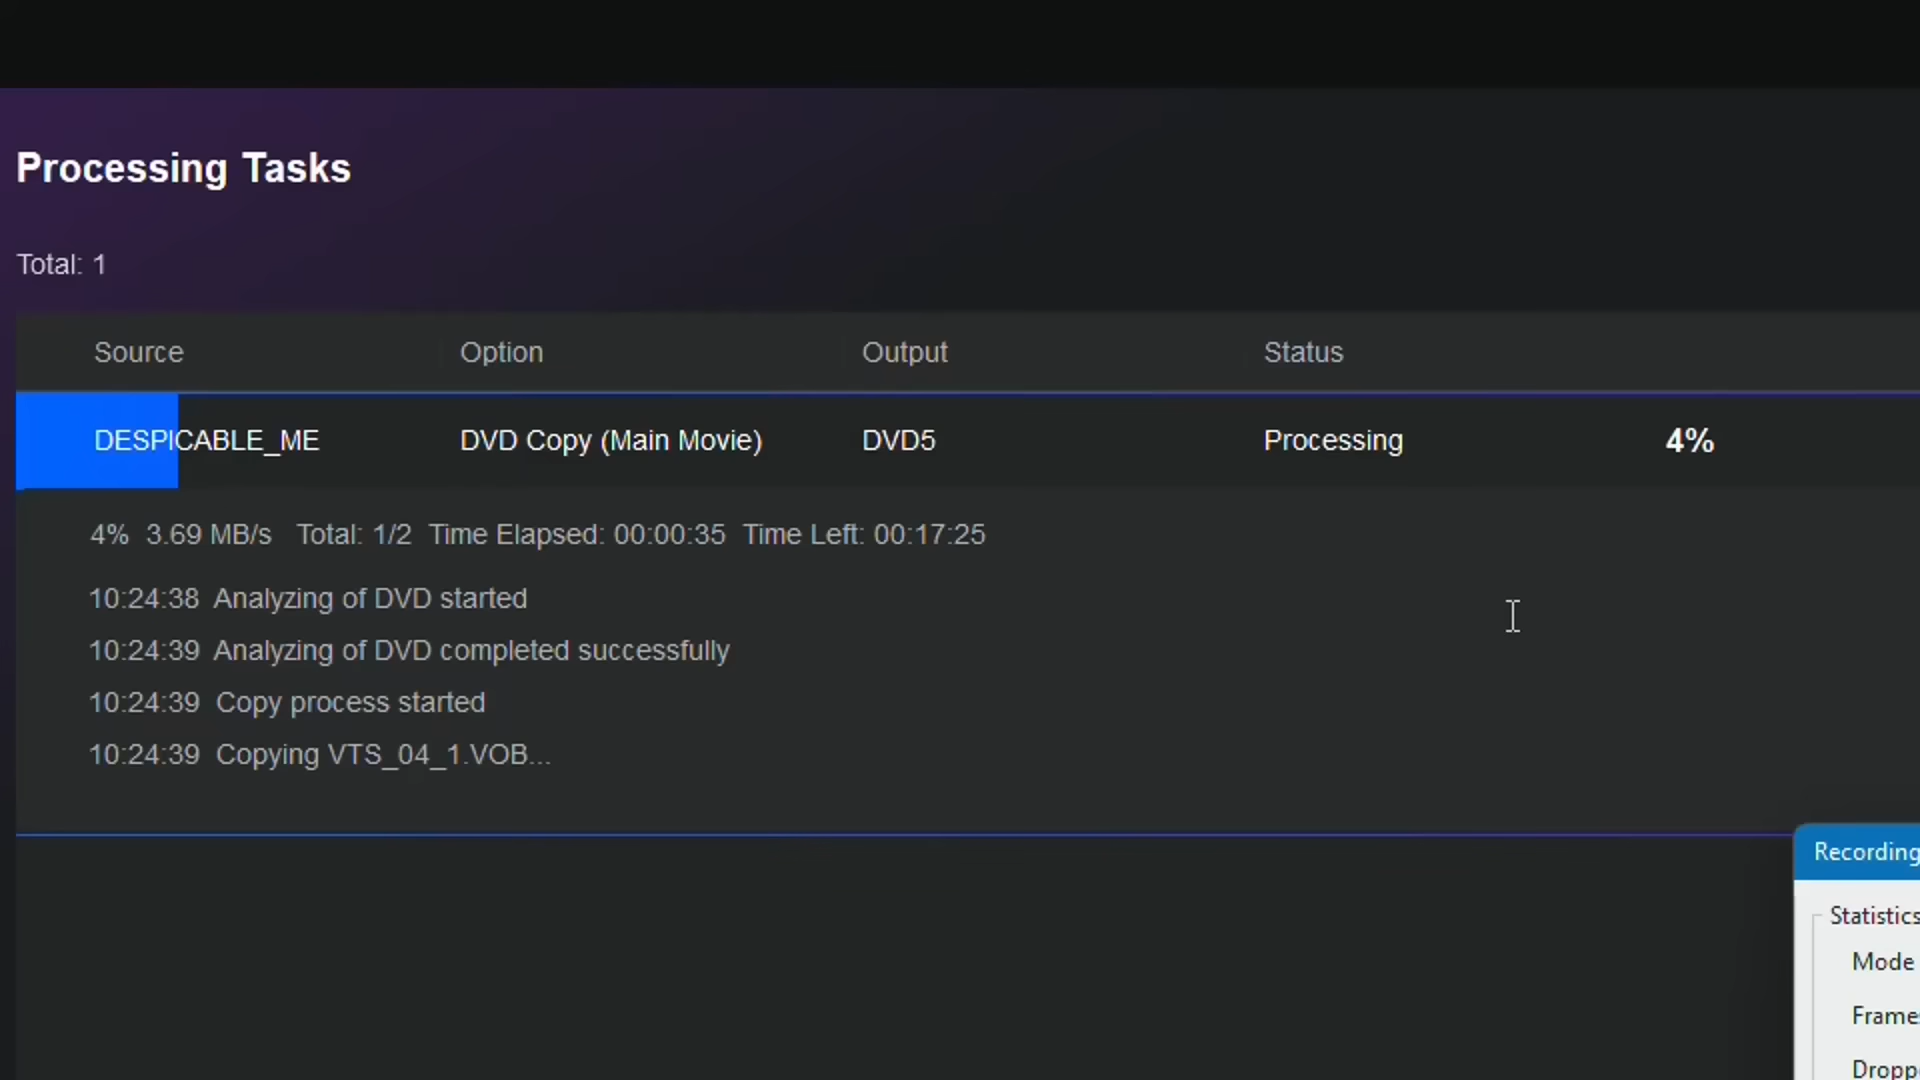 Processing Tasks
Total: 1
Source Option Output Status
DESPICABLE_ME DVD Copy (Main Movie) DVD5 Processing 4%
4% 3.69 MB/s Total: 1/2 Time Elapsed: 00:00:35 Time Left: 00:17:25
10:24:38 Analyzing of DVD started
10:24:39 Analyzing of DVD completed successfully
10:24:39 Copy process started
10:24:39 Copying VTS_04_1.VOB...
Recording
Statistics
Mode
Frames
Dropp